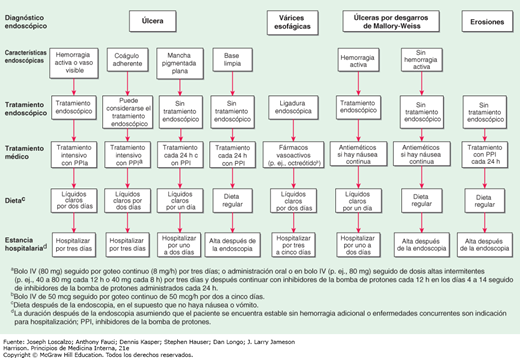 Diagnóstico
endoscópico
Úlcera
Várices
esofágicas
Úlceras por desgarros
de Mallory-Weiss
Erosiones
Características
endoscópicas
Hemorragia
activa o vaso
visible
Coágulo
adherente
Mancha
pigmentada
plana
Base
limpia
Hemorragia
activa
Sin
hemorragia
activa
Tratamiento
endoscópico
Tratamiento
endoscópico
Puede
considerarse el
tratamiento
endoscópico
Sin
tratamiento
endoscópico
Sin
tratamiento
endoscópico
Ligadura
endoscópica
Tratamiento
endoscópico
Sin
tratamiento
endoscópico
Sin
tratamiento
endoscópico
Tratamiento
médico
Tratamiento
intensivo
con PPIa
Tratamiento
intensivo
con PPIa
Tratamiento
cada 24 h c
on PPI
Tratamiento
cada 24 h
con PPI
Fármacos
vasoactivos
(p. ej., octreótidob)
Antieméticos
si hay náusea
continua
Antieméticos
si hay náusea
continua
Tratamiento
con PPI
cada 24 h
Dietac
Líquidos
claros
por dos días
Líquidos
claros por
dos días
Líquidos
claros
por un día
Dieta
regular
Líquidos
claros por
dos días
Líquidos
claros por
un día
Dieta
regular
Dieta
regular
Estancia
hospitalariad
Hospitalizar
por tres días
Hospitalizar
por tres días
Hospitalizar
por uno
a dos días
Alta después de
la endoscopia
Hospitalizar
por tres
a cinco días
Hospitalizar
por uno a
dos días
Alta después de
la endoscopia
Alta después de
la endoscopia
aBolo IV (80 mg) seguido por goteo continuo (8 mg/h) por tres días; o administración oral o en bolo IV (p. ej., 80 mg) seguido de dosis altas intermitentes
(p. ej., 40 a 80 mg cada 12 h o 40 mg cada 8 h) por tres días y después continuar con inhibidores de la bomba de protones cada 12 h en los días 4 a 14 seguido
de inhibidores de la bomba de protones administrados cada 24 h.
bBolo IV de 50 mg seguido por goteo continuo de 50 mg/h por dos a cinco días.
cDieta después de la endoscopia, en el supuesto que no haya náusea o vómito.
dLa duración después de la endoscopia asumiendo que el paciente se encuentra estable sin hemorragia adicional o enfermedades concurrentes son indicación
para hospitalización; PPI, inhibidores de la bomba de protones.
Fuente: Joseph Loscalzo; Anthony Fauci; Dennis Kasper; Stephen Hauser; Dan Longo; J. Larry Jameson
Harrison. Principios de Medicina Interna, 21e
Copyright © McGraw Hill Education. Todos los derechos reservados.